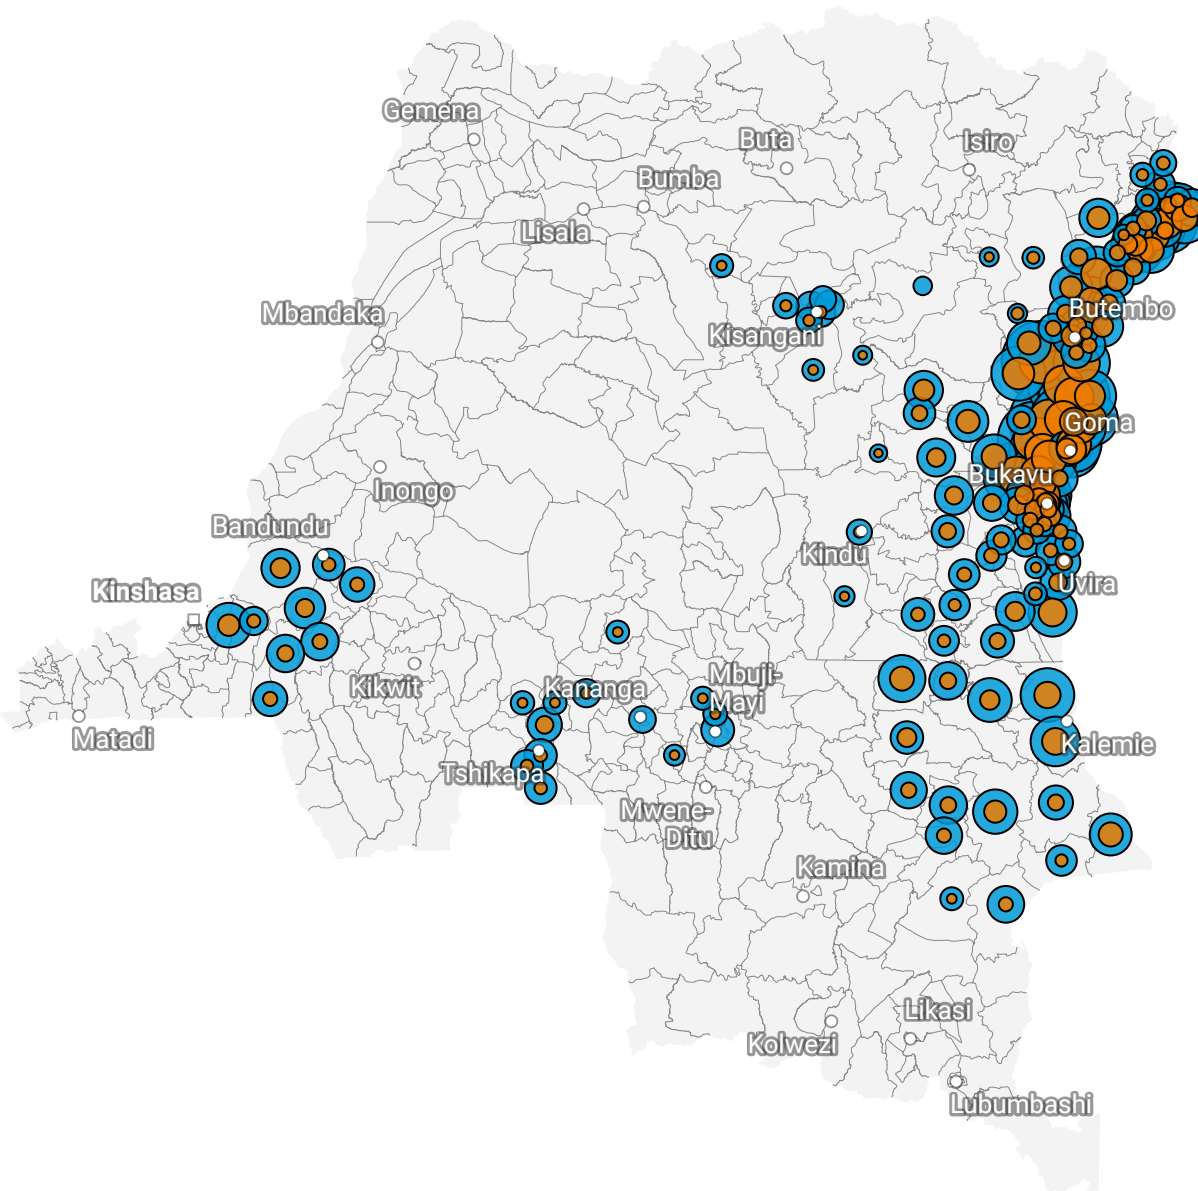 Gemena
Buta
Isiro
Bumba
Lisala
Mbandaka
Butembo
Kisangani
Goma
Bukavu
Inongo
Bandundu
Kindu
Kinshasa
Uvira
Kikwit
Kananga
Mbuji-
Mayi
Matadi
Kalemie
Tshikapa
Mwene-
Ditu
Kamina
Likasi
Kolwezi
Lubumbashi